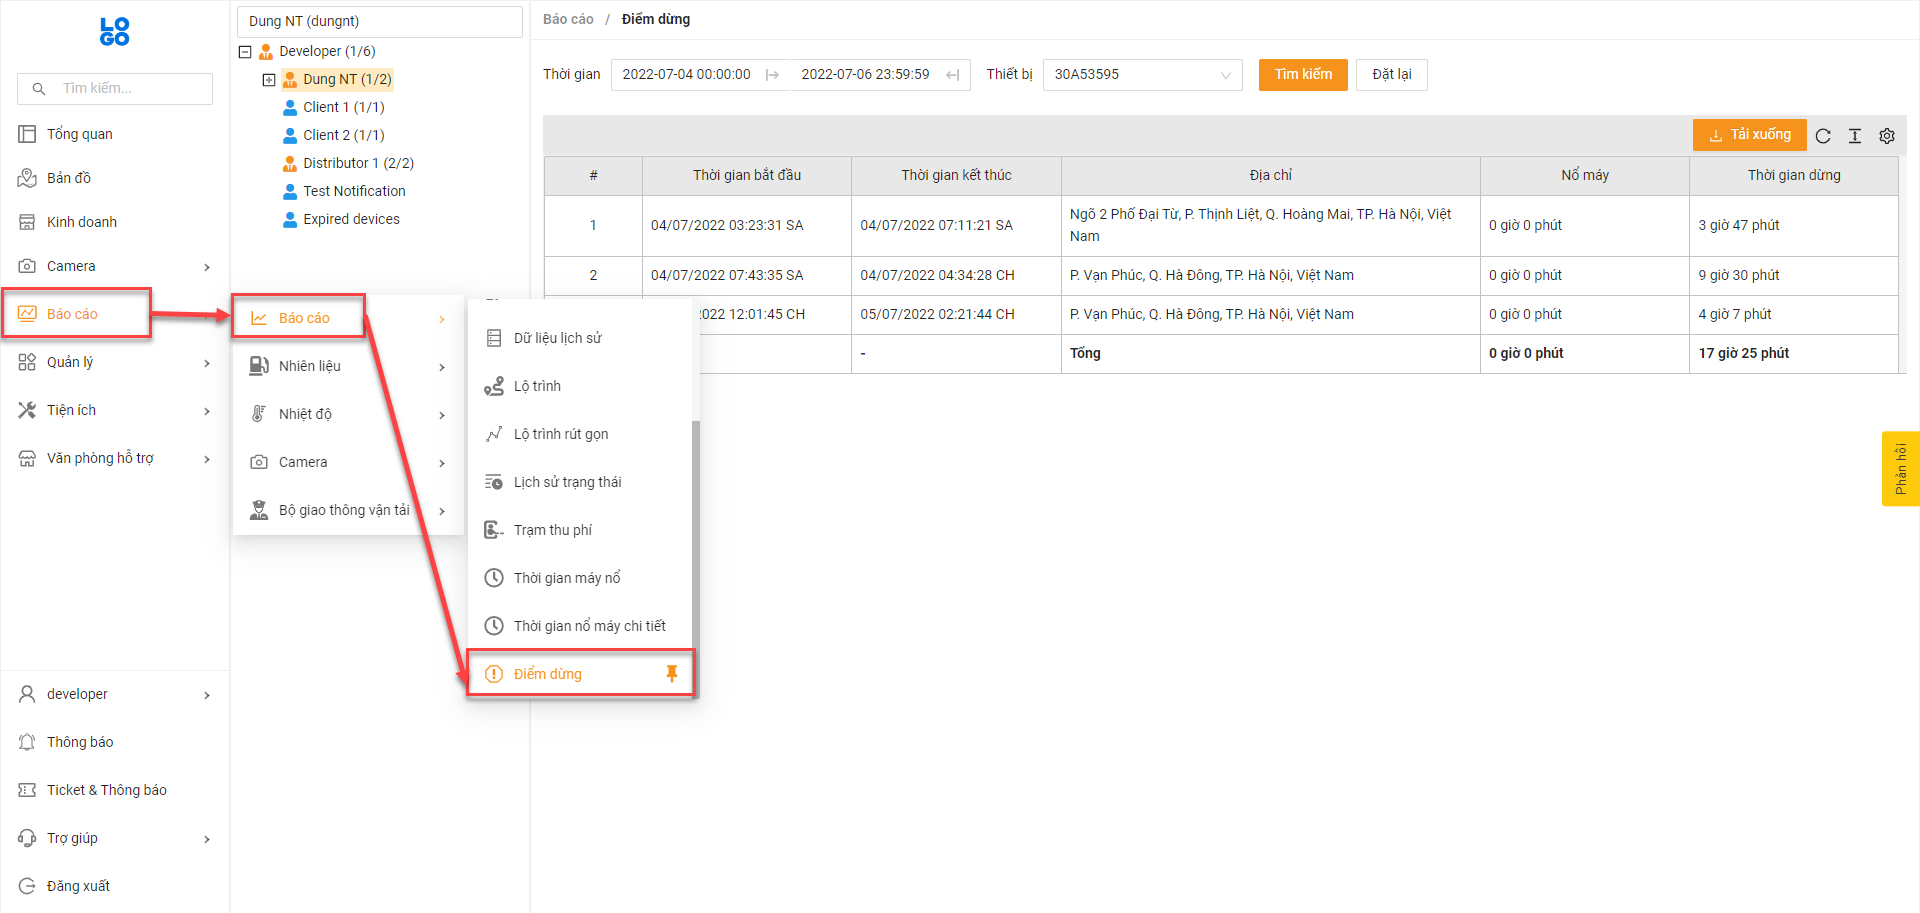 LO
GO
Tìm kiếm...
Tổng quan
Bản đồ
Kinh doanh
Camera
Báo cáo
Quản lý
Tiện ích
Văn phòng hỗ trợ
developer
Thông báo
Ticket & Thông báo
Trợ giúp
Đăng xuất
Dung NT (dungnt)
Developer (1/6)
Dung NT (1/2)
Client 1 (1/1)
Client 2 (1/1)
Distributor 1 (2/2)
Test Notification
Expired devices
Báo cáo
Nhiên liệu
Nhiệt độ
Camera
Bộ giao thông vận tải
Dữ liệu lịch sử
Lộ trình
Lộ trình rút gọn
Lịch sử trạng thái
Trạm thu phí
Thời gian máy nổ
Thời gian nổ máy chi tiết
Điểm dừng
Báo cáo / Điểm dừng
Thời gian 2022-07-04 00:00:00 2022-07-06 23:59:59 Thiết bị 30A53595 Tìm kiếm Đặt lại
Tải xuống
# Thời gian bắt đầu Thời gian kết thúc Địa chỉ Nổ máy Thời gian dừng
1 04/07/2022 03:23:31 SA 04/07/2022 07:11:21 SA Ngõ 2 Phố Đại Từ, P. Thịnh Liệt, Q. Hoàng Mai, TP. Hà Nội, Việt Nam 0 giờ 0 phút 3 giờ 47 phút
2 04/07/2022 07:43:35 SA 04/07/2022 04:34:28 CH P. Vạn Phúc, Q. Hà Đông, TP. Hà Nội, Việt Nam 0 giờ 0 phút 9 giờ 30 phút
2022 12:01:45 CH 05/07/2022 02:21:44 CH P. Vạn Phúc, Q. Hà Đông, TP. Hà Nội, Việt Nam 0 giờ 0 phút 4 giờ 7 phút
- Tổng 0 giờ 0 phút 17 giờ 25 phút
Phản hồi